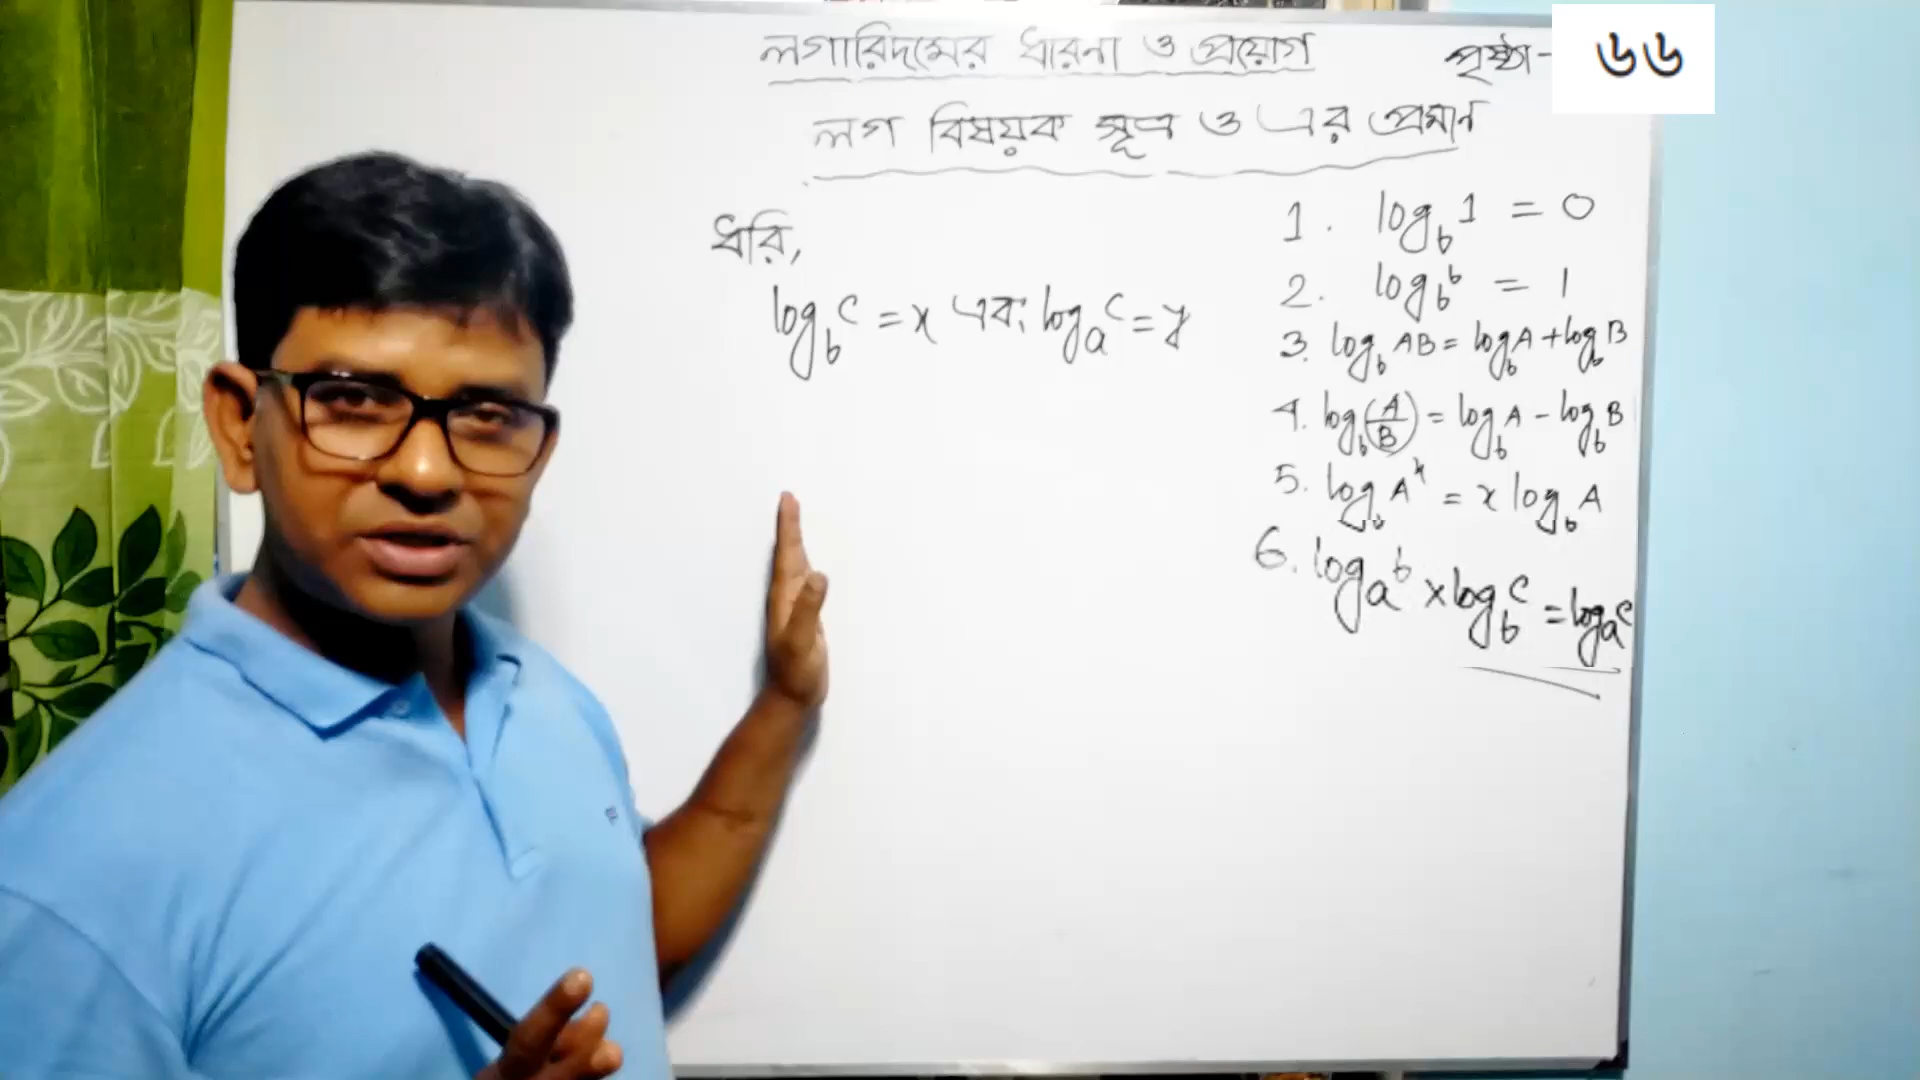 লগারিদমের ধারনা ও প্রয়োগ পৃষ্ঠা- ৬৬
লগ বিষয়ক সূত্র ও এর প্রমান
ধরি,
log_b c = x এবং log_a c = y
1. log_b 1 = 0
2. log_b b = 1
3. log_b AB = log_b A + log_b B
4. log_b (A/B) = log_b A - log_b B
5. log_b A^x = x log_b A
6. log_a b × log_b c = log_a c